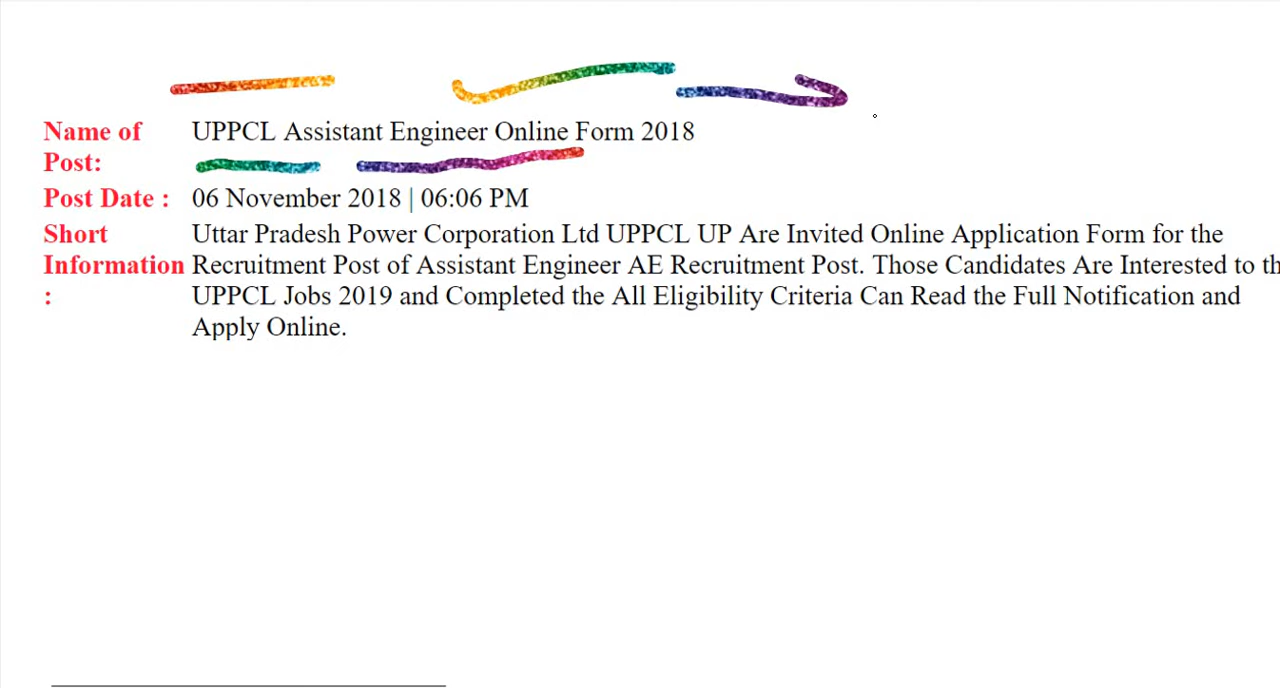 Name of Post: UPPCL Assistant Engineer Online Form 2018
Post Date : 06 November 2018 | 06:06 PM
Short Information : Uttar Pradesh Power Corporation Ltd UPPCL UP Are Invited Online Application Form for the
Recruitment Post of Assistant Engineer AE Recruitment Post. Those Candidates Are Interested to th
UPPCL Jobs 2019 and Completed the All Eligibility Criteria Can Read the Full Notification and
Apply Online.